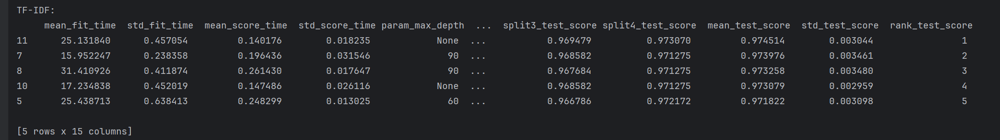 TF-IDF:
mean_fit_time std_fit_time mean_score_time std_score_time param_max_depth ... split3_test_score split4_test_score mean_test_score std_test_score rank_test_score
11 25.131840 0.457054 0.140176 0.018235 None ... 0.969479 0.973070 0.974514 0.003044 1
7 15.952247 0.238358 0.196436 0.031546 90 ... 0.968582 0.971275 0.973976 0.003461 2
8 31.410926 0.411874 0.261430 0.017647 90 ... 0.967684 0.971275 0.973258 0.003480 3
10 17.234838 0.452019 0.147486 0.026116 None ... 0.968582 0.971275 0.973079 0.002959 4
5 25.438713 0.638413 0.248299 0.013025 60 ... 0.966786 0.972172 0.971822 0.003098 5
[5 rows x 15 columns]